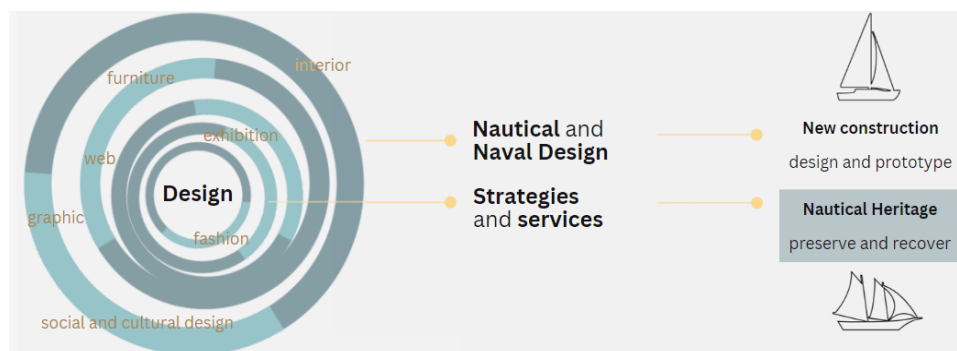 interior
furniture
exhibition
web
Design
graphic
fashion
social and cultural design
Nautical and
Naval Design
Strategies
and services
New construction
design and prototype
Nautical Heritage
preserve and recover